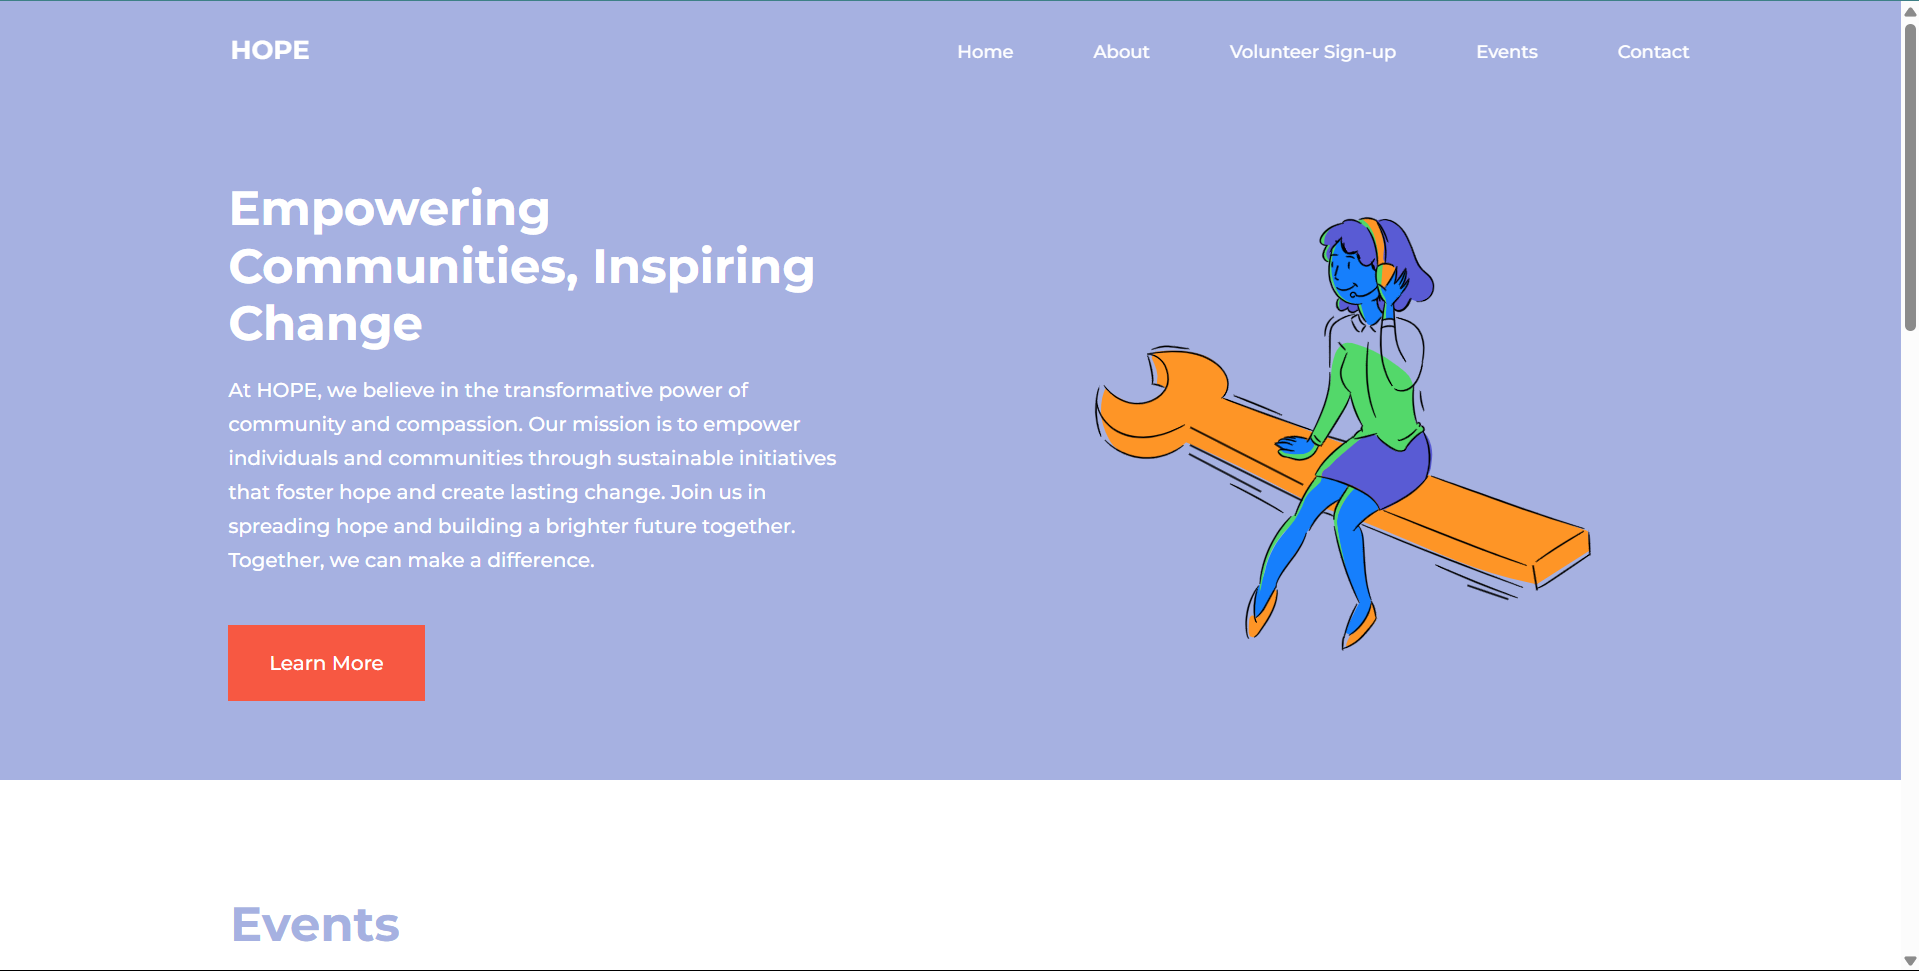 HOPE
Home
About
Volunteer Sign-up
Events
Contact
Empowering
Communities, Inspiring
Change
At HOPE, we believe in the transformative power of
community and compassion. Our mission is to empower
individuals and communities through sustainable initiatives
that foster hope and create lasting change. Join us in
spreading hope and building a brighter future together.
Together, we can make a difference.
Learn More
Events